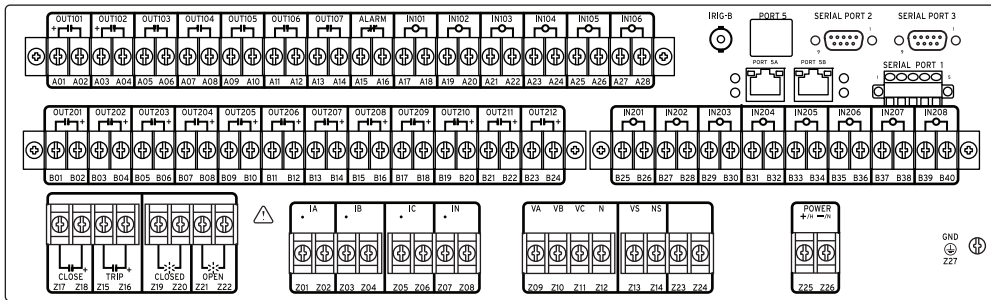 OUT101 OUT102 OUT103 OUT104 OUT105 OUT106 OUT107 ALARM IN101 IN102 IN103 IN104 IN105 IN106
+ +
A01 A02 A03 A04 A05 A06 A07 A08 A09 A10 A11 A12 A13 A14 A15 A16 A17 A18 A19 A20 A21 A22 A23 A24 A25 A26 A27 A28
IRIG-B PORT 5 SERIAL PORT 2 SERIAL PORT 3
1 1
9 9
PORT 5A PORT 5B SERIAL PORT 1
1 5
OUT201 OUT202 OUT203 OUT204 OUT205 OUT206 OUT207 OUT208 OUT209 OUT210 OUT211 OUT212
+ + + + + + + + + + + +
B01 B02 B03 B04 B05 B06 B07 B08 B09 B10 B11 B12 B13 B14 B15 B16 B17 B18 B19 B20 B21 B22 B23 B24
IN201 IN202 IN203 IN204 IN205 IN206 IN207 IN208
B25 B26 B27 B28 B29 B30 B31 B32 B33 B34 B35 B36 B37 B38 B39 B40
+ +
CLOSE TRIP CLOSED OPEN
Z17 Z18 Z15 Z16 Z19 Z20 Z21 Z22
IA IB IC IN
Z01 Z02 Z03 Z04 Z05 Z06 Z07 Z08
VA VB VC N VS NS
Z09 Z10 Z11 Z12 Z13 Z14 Z23 Z24
POWER
+/H −/N
Z25 Z26
GND
Z27